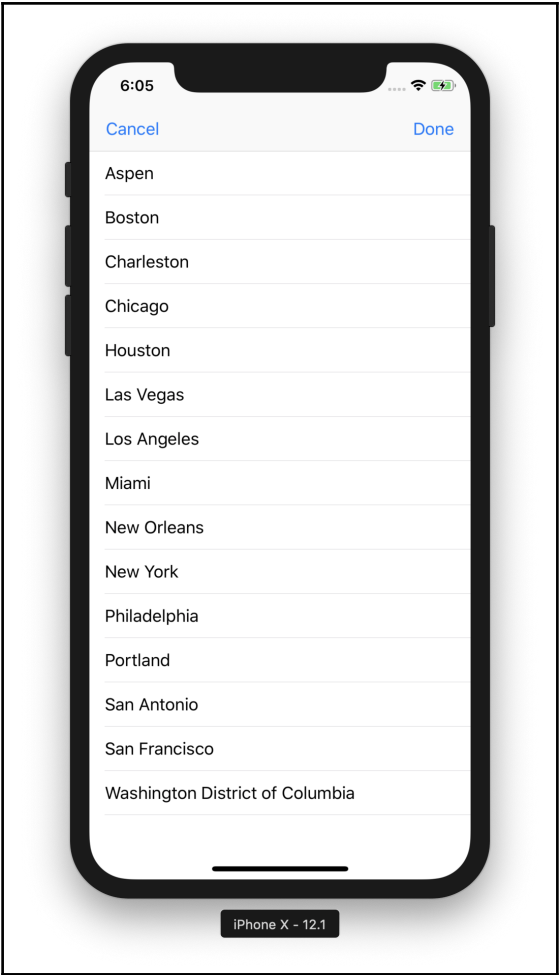 6:05
Cancel Done
Aspen
Boston
Charleston
Chicago
Houston
Las Vegas
Los Angeles
Miami
New Orleans
New York
Philadelphia
Portland
San Antonio
San Francisco
Washington District of Columbia
iPhone X - 12.1